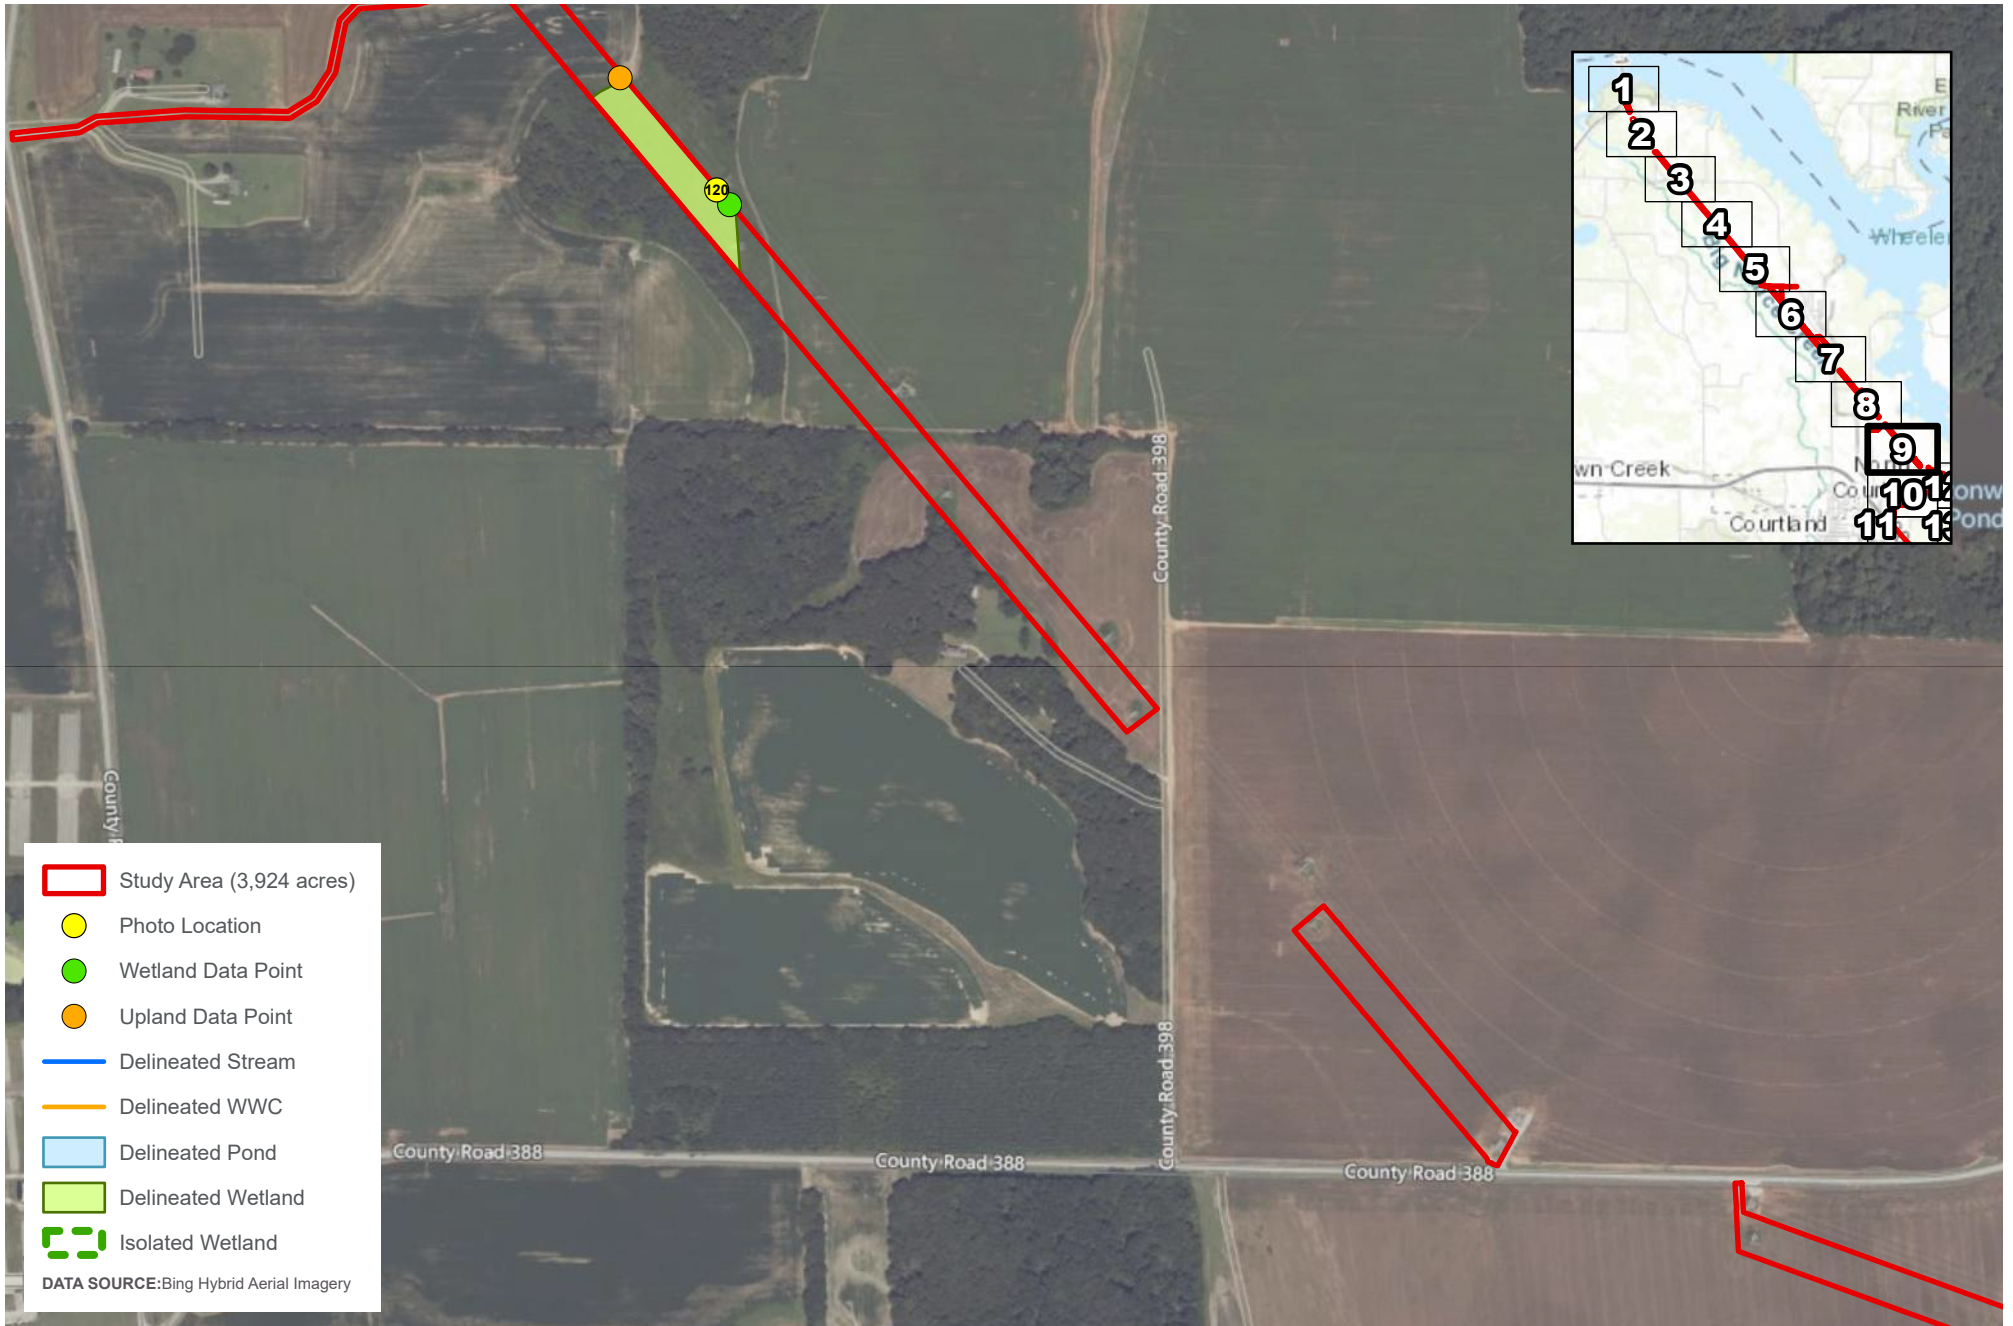 120
1
2
3
4
5
6
7
8
9
10
11
River
Wheeler
wn Creek
Courtland
Pond
County Road 398
County
County Road 398
County Road 388
County Road 388
County Road 388
Study Area (3,924 acres)
Photo Location
Wetland Data Point
Upland Data Point
Delineated Stream
Delineated WWC
Delineated Pond
Delineated Wetland
Isolated Wetland
DATA SOURCE:Bing Hybrid Aerial Imagery